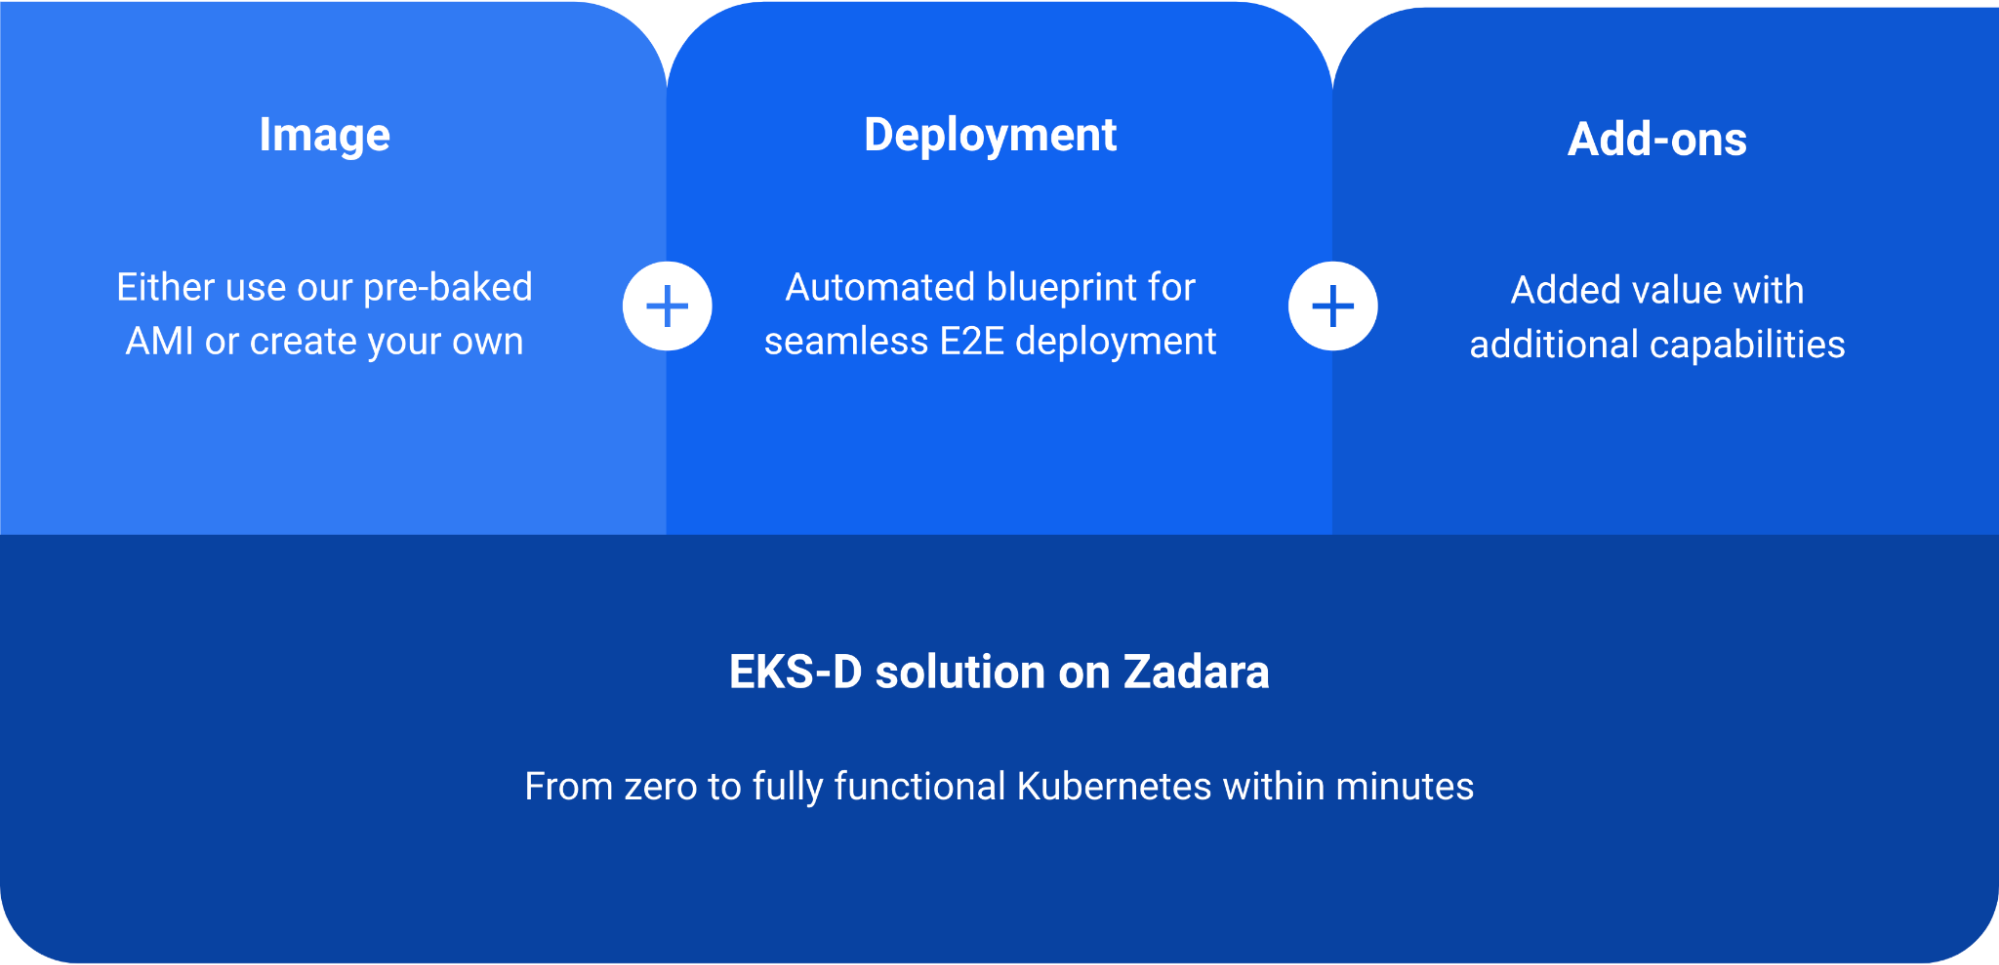 Image
Either use our pre-baked
AMI or create your own
Deployment
Automated blueprint for
seamless E2E deployment
Add-ons
Added value with
additional capabilities
EKS-D solution on Zadara
From zero to fully functional Kubernetes within minutes